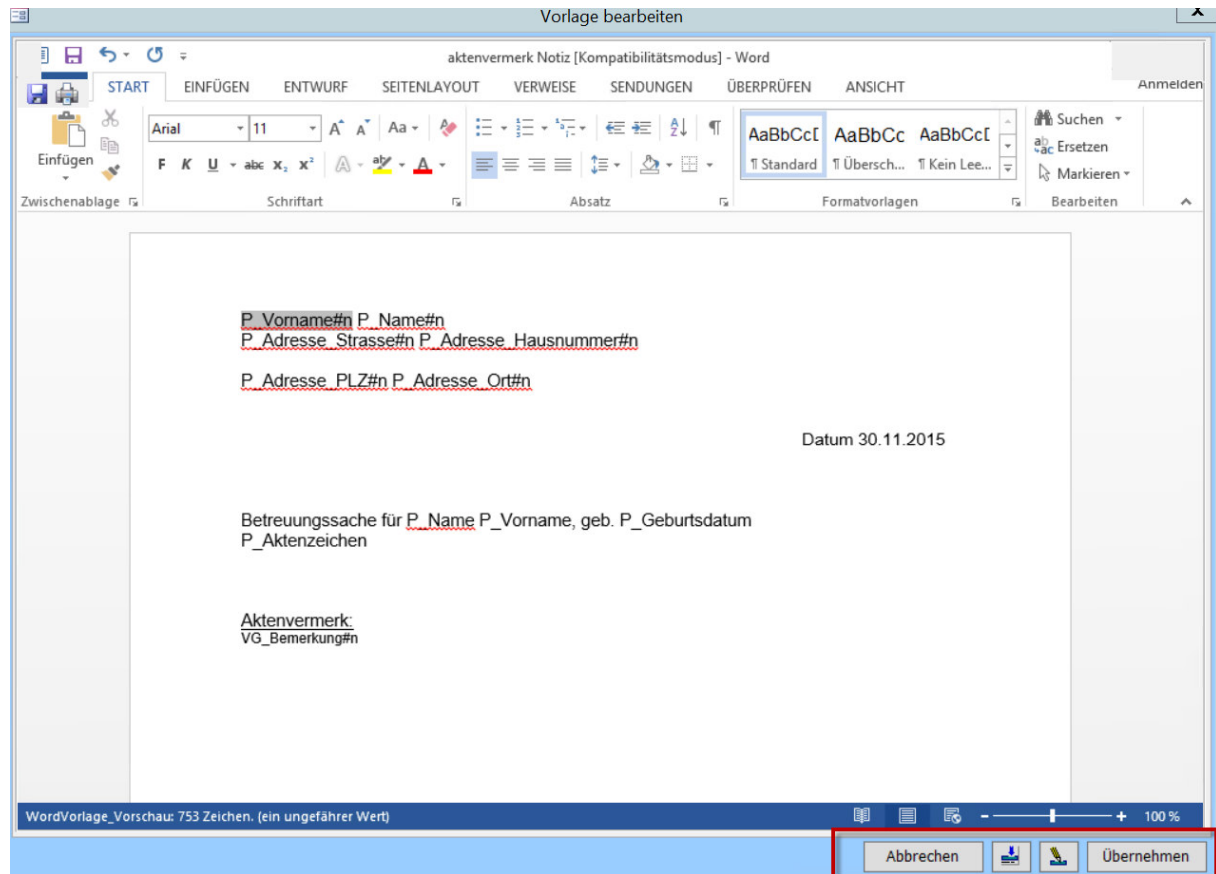 Vorlage bearbeiten
X
aktenvermerk Notiz [Kompatibilitätsmodus] - Word
START EINFÜGEN ENTWURF SEITENLAYOUT VERWEISE SENDUNGEN ÜBERPRÜFEN ANSICHT Anmelden
Einfügen
Arial 11 A A Aa
F K U abc X₂ X² A aby A
AaBbCcI AaBbCc AaBbCcI
¶ Standard ¶ Übersch... ¶ Kein Lee...
Suchen
Ersetzen
Markieren
Zwischenablage Schriftart Absatz Formatvorlagen Bearbeiten
P_Vorname#n P_Name#n
P_Adresse_Strasse#n P_Adresse_Hausnummer#n
P_Adresse_PLZ#n P_Adresse_Ort#n
Datum 30.11.2015
Betreuungssache für P_Name P_Vorname, geb. P_Geburtsdatum
P_Aktenzeichen
Aktenvermerk:
VG_Bemerkung#n
WordVorlage_Vorschau: 753 Zeichen. (ein ungefährer Wert) - + 100 %
Abbrechen Übernehmen